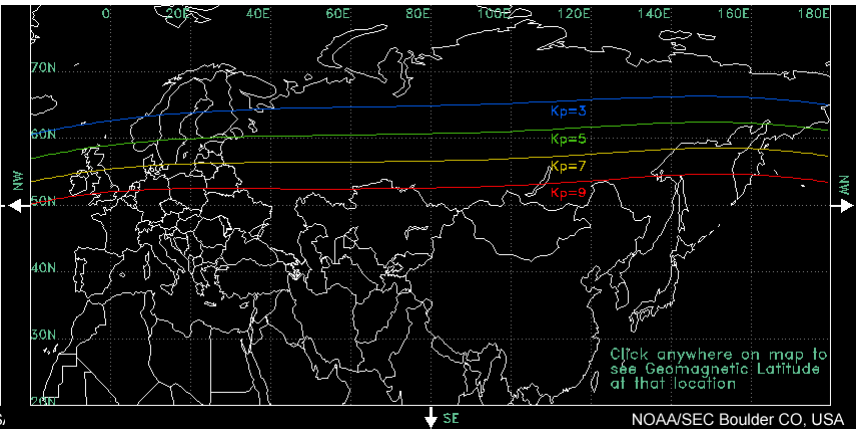 0 20E 40E 60E 80E 100E 120E 140E 160E 180E
70N
Kp=3
60N
Kp=5
Kp=7
NW
NW
50N
Kp=9
40N
30N
Click anywhere on map to
see Geomagnetic Latitude
at that location
20N
SE
NOAA/SEC Boulder CO, USA